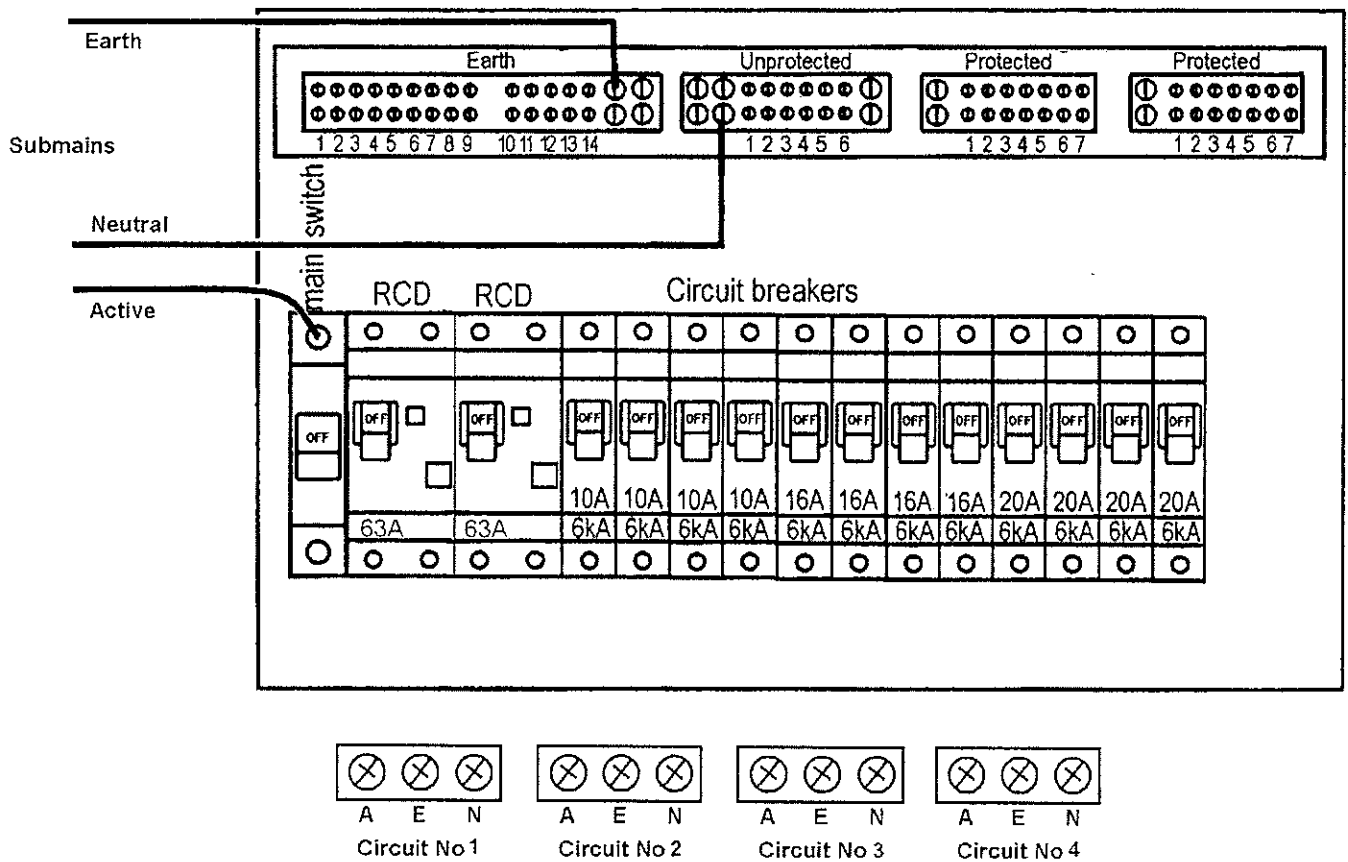 Earth
Submains
Neutral
Active
Earth
Unprotected
Protected
Protected
1 2 3 4 5 6 7 8 9 10 11 12 13 14
1 2 3 4 5 6
1 2 3 4 5 6 7
1 2 3 4 5 6 7
main switch
RCD
RCD
Circuit breakers
OFF
OFF
OFF
OFF OFF OFF OFF OFF OFF OFF OFF OFF OFF OFF OFF
10A 10A 10A 10A 16A 16A 16A 16A 20A 20A 20A 20A
63A
63A
6kA 6kA 6kA 6kA 6kA 6kA 6kA 6kA 6kA 6kA 6kA 6kA
A E N
A E N
A E N
A E N
Circuit No 1
Circuit No 2
Circuit No 3
Circuit No 4